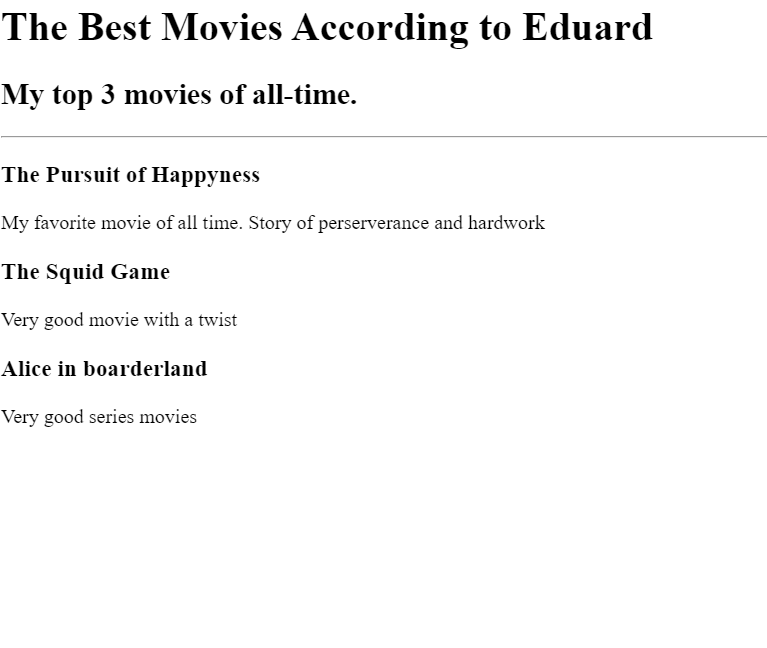 The Best Movies According to Eduard
My top 3 movies of all-time.
The Pursuit of Happyness
My favorite movie of all time. Story of perserverance and hardwork
The Squid Game
Very good movie with a twist
Alice in boarderland
Very good series movies